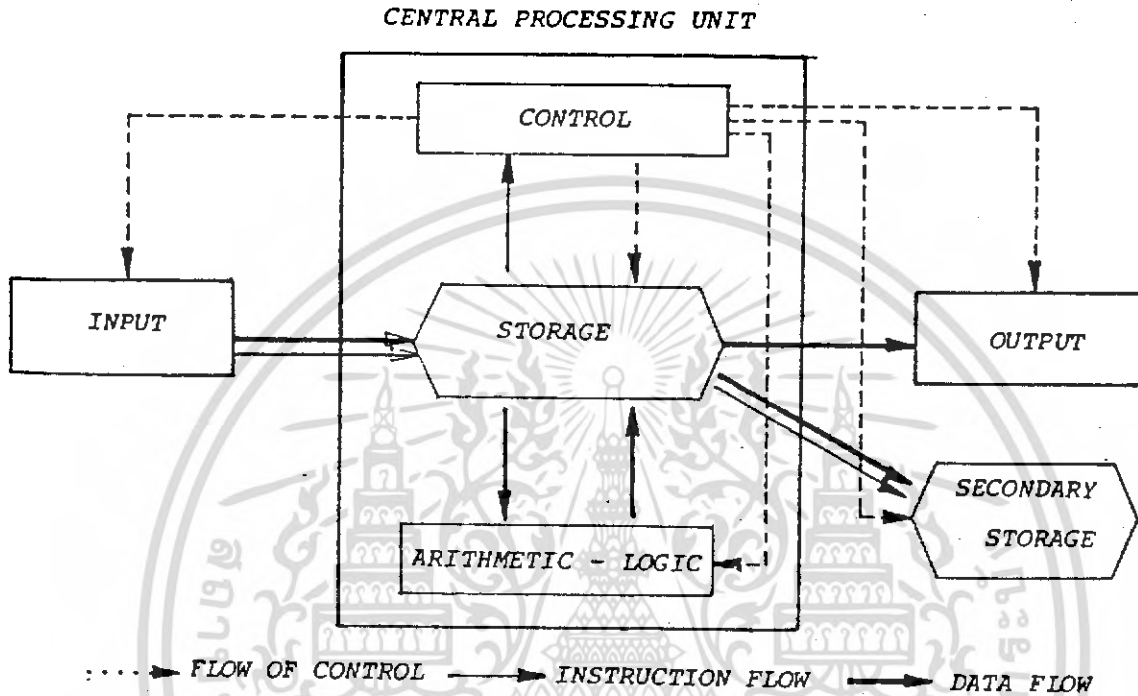 CENTRAL PROCESSING UNIT
CONTROL
INPUT
STORAGE
OUTPUT
SECONDARY
STORAGE
ARITHMETIC - LOGIC
FLOW OF CONTROL
INSTRUCTION FLOW
DATA FLOW